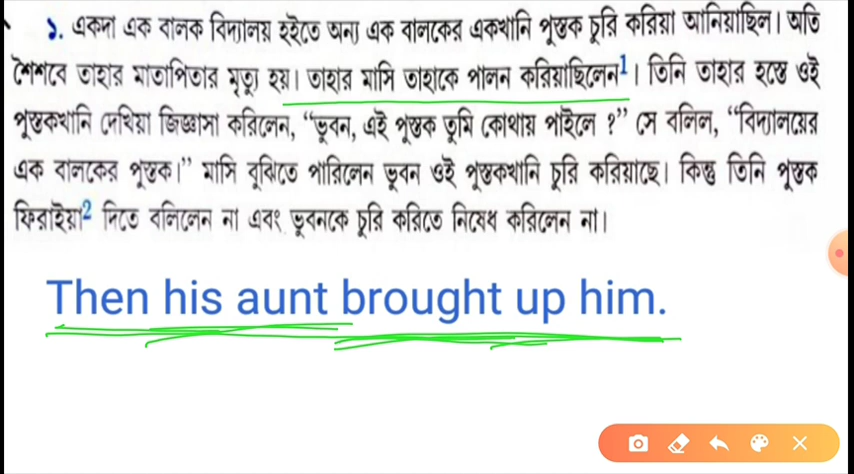 ১. একদা এক বালক বিদ্যালয় হইতে অন্য এক বালকের একখানি পুস্তক চুরি করিয়া আনিয়াছিল। অতি
শৈশবে তাহার মাতাপিতার মৃত্যু হয়। তাহার মাসি তাহাকে পালন করিয়াছিলেন¹। তিনি তাহার হস্তে ওই
পুস্তকখানি দেখিয়া জিজ্ঞাসা করিলেন, “ভুবন, এই পুস্তক তুমি কোথায় পাইলে ?” সে বলিল, “বিদ্যালয়ের
এক বালকের পুস্তক।” মাসি বুঝিতে পারিলেন ভুবন ওই পুস্তকখানি চুরি করিয়াছে। কিন্তু তিনি পুস্তক
ফিরাইয়া² দিতে বলিলেন না এবং ভুবনকে চুরি করিতে নিষেধ করিলেন না।
Then his aunt brought up him.